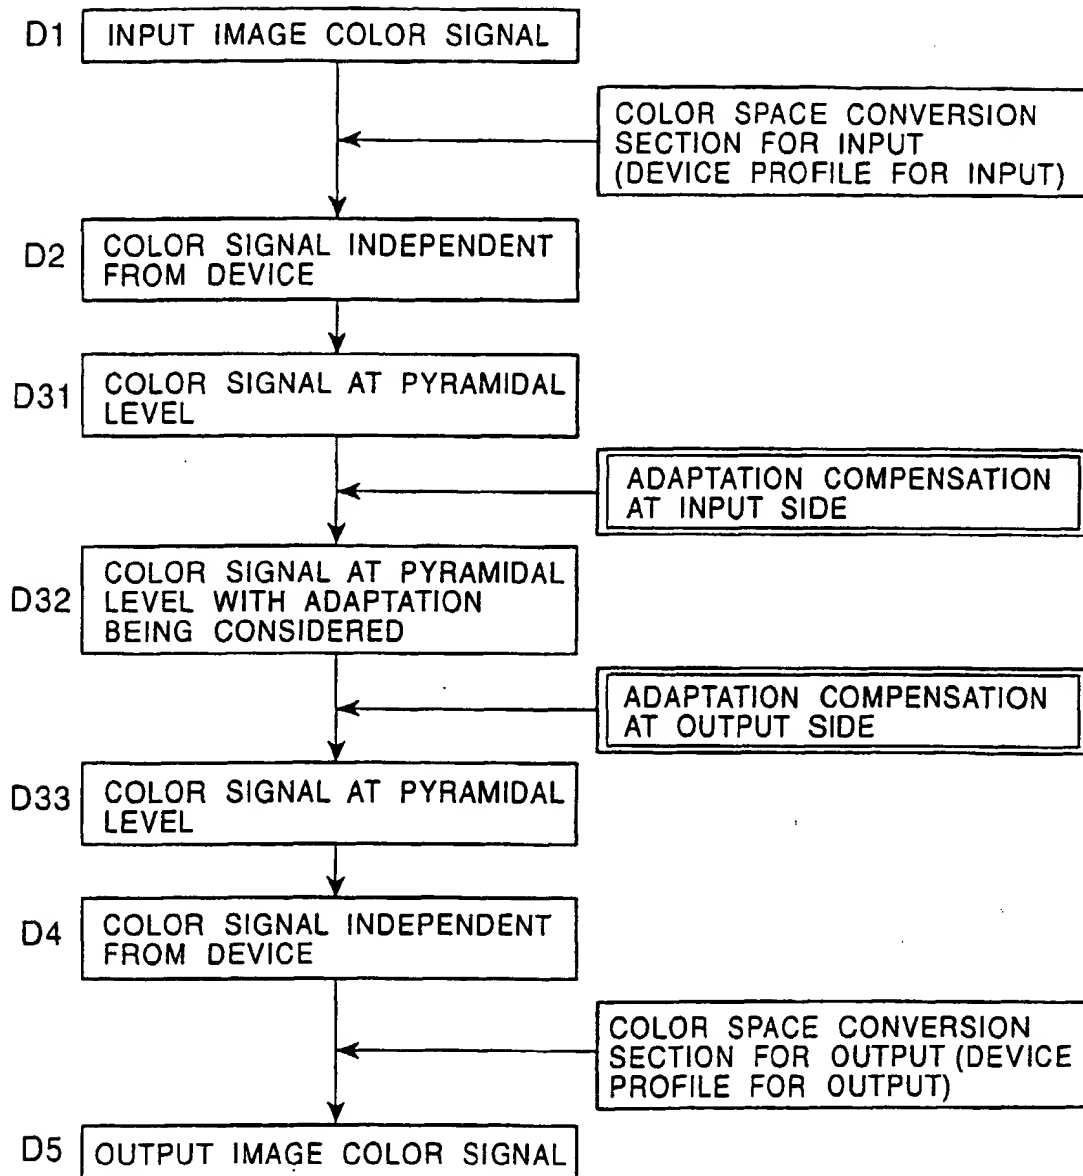 D1 INPUT IMAGE COLOR SIGNAL
COLOR SPACE CONVERSION
SECTION FOR INPUT
(DEVICE PROFILE FOR INPUT)
D2 COLOR SIGNAL INDEPENDENT
FROM DEVICE
D31 COLOR SIGNAL AT PYRAMIDAL
LEVEL
ADAPTATION COMPENSATION
AT INPUT SIDE
D32 COLOR SIGNAL AT PYRAMIDAL
LEVEL WITH ADAPTATION
BEING CONSIDERED
ADAPTATION COMPENSATION
AT OUTPUT SIDE
D33 COLOR SIGNAL AT PYRAMIDAL
LEVEL
D4 COLOR SIGNAL INDEPENDENT
FROM DEVICE
COLOR SPACE CONVERSION
SECTION FOR OUTPUT (DEVICE
PROFILE FOR OUTPUT)
D5 OUTPUT IMAGE COLOR SIGNAL